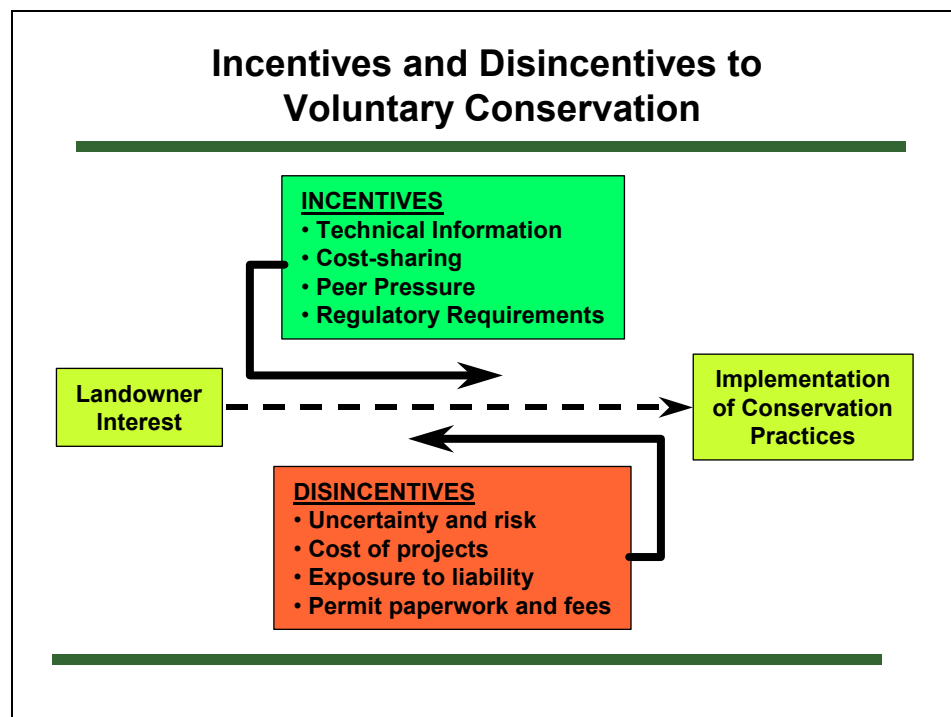 Incentives and Disincentives to
Voluntary Conservation
INCENTIVES
• Technical Information
• Cost-sharing
• Peer Pressure
• Regulatory Requirements
Landowner
Interest
Implementation
of Conservation
Practices
DISINCENTIVES
• Uncertainty and risk
• Cost of projects
• Exposure to liability
• Permit paperwork and fees